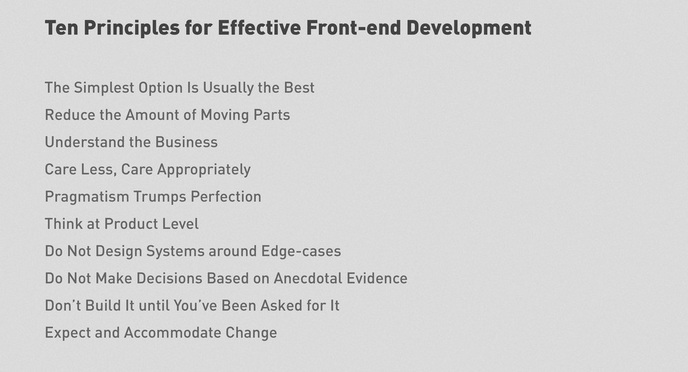 Ten Principles for Effective Front-end Development
The Simplest Option Is Usually the Best
Reduce the Amount of Moving Parts
Understand the Business
Care Less, Care Appropriately
Pragmatism Trumps Perfection
Think at Product Level
Do Not Design Systems around Edge-cases
Do Not Make Decisions Based on Anecdotal Evidence
Don’t Build It until You’ve Been Asked for It
Expect and Accommodate Change